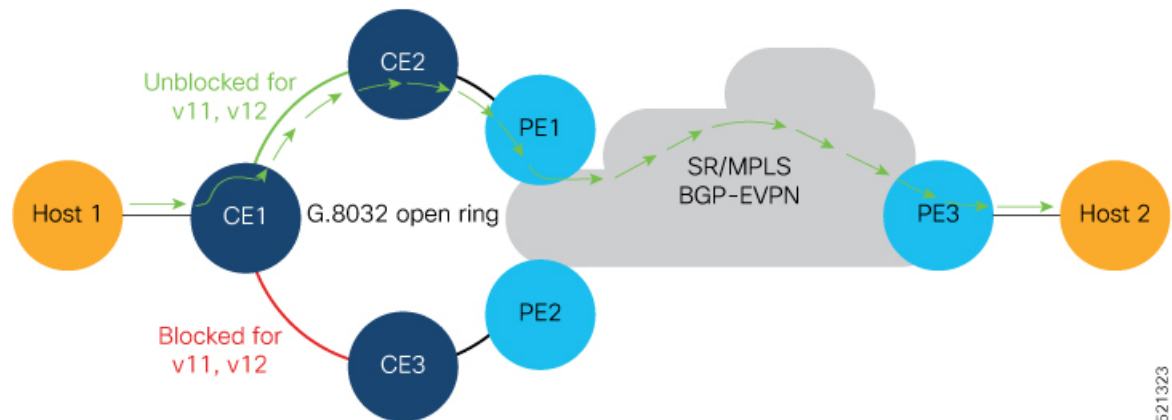 CE2
Unblocked for
v11, v12
PE1
SR/MPLS
BGP-EVPN
Host 1
CE1
G.8032 open ring
PE3
Host 2
Blocked for
v11, v12
PE2
CE3
521323